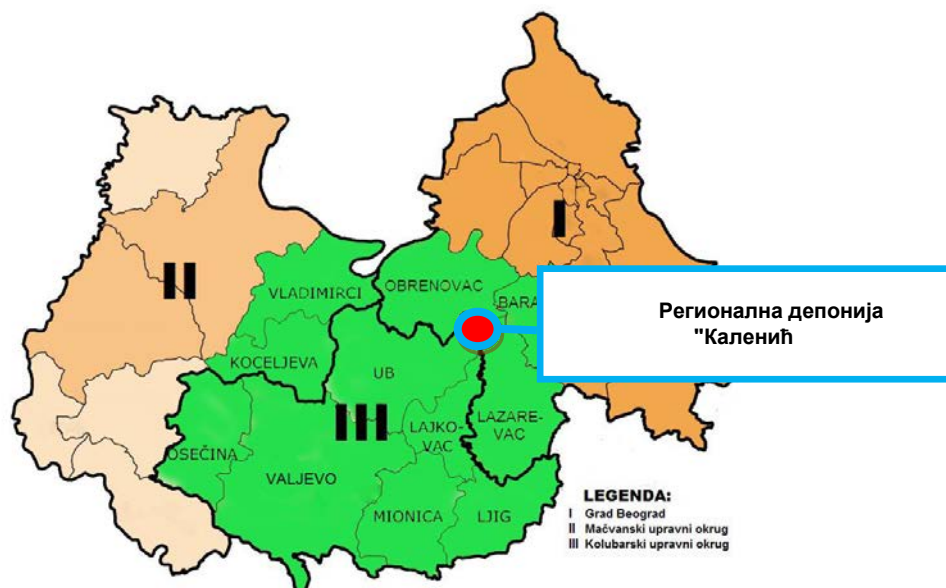 I
II
VLADIMIRCI
OBRENOVAC
BARA
Регионална депонија
"Каленић
KOCELJEVA
UB
III
LAJKO-
VAC
LAZARE-
VAC
OSEČINA
VALJEVO
MIONICA
LJIG
LEGENDA:
I Grad Beograd
II Mačvanski upravni okrug
III Kolubarski upravni okrug